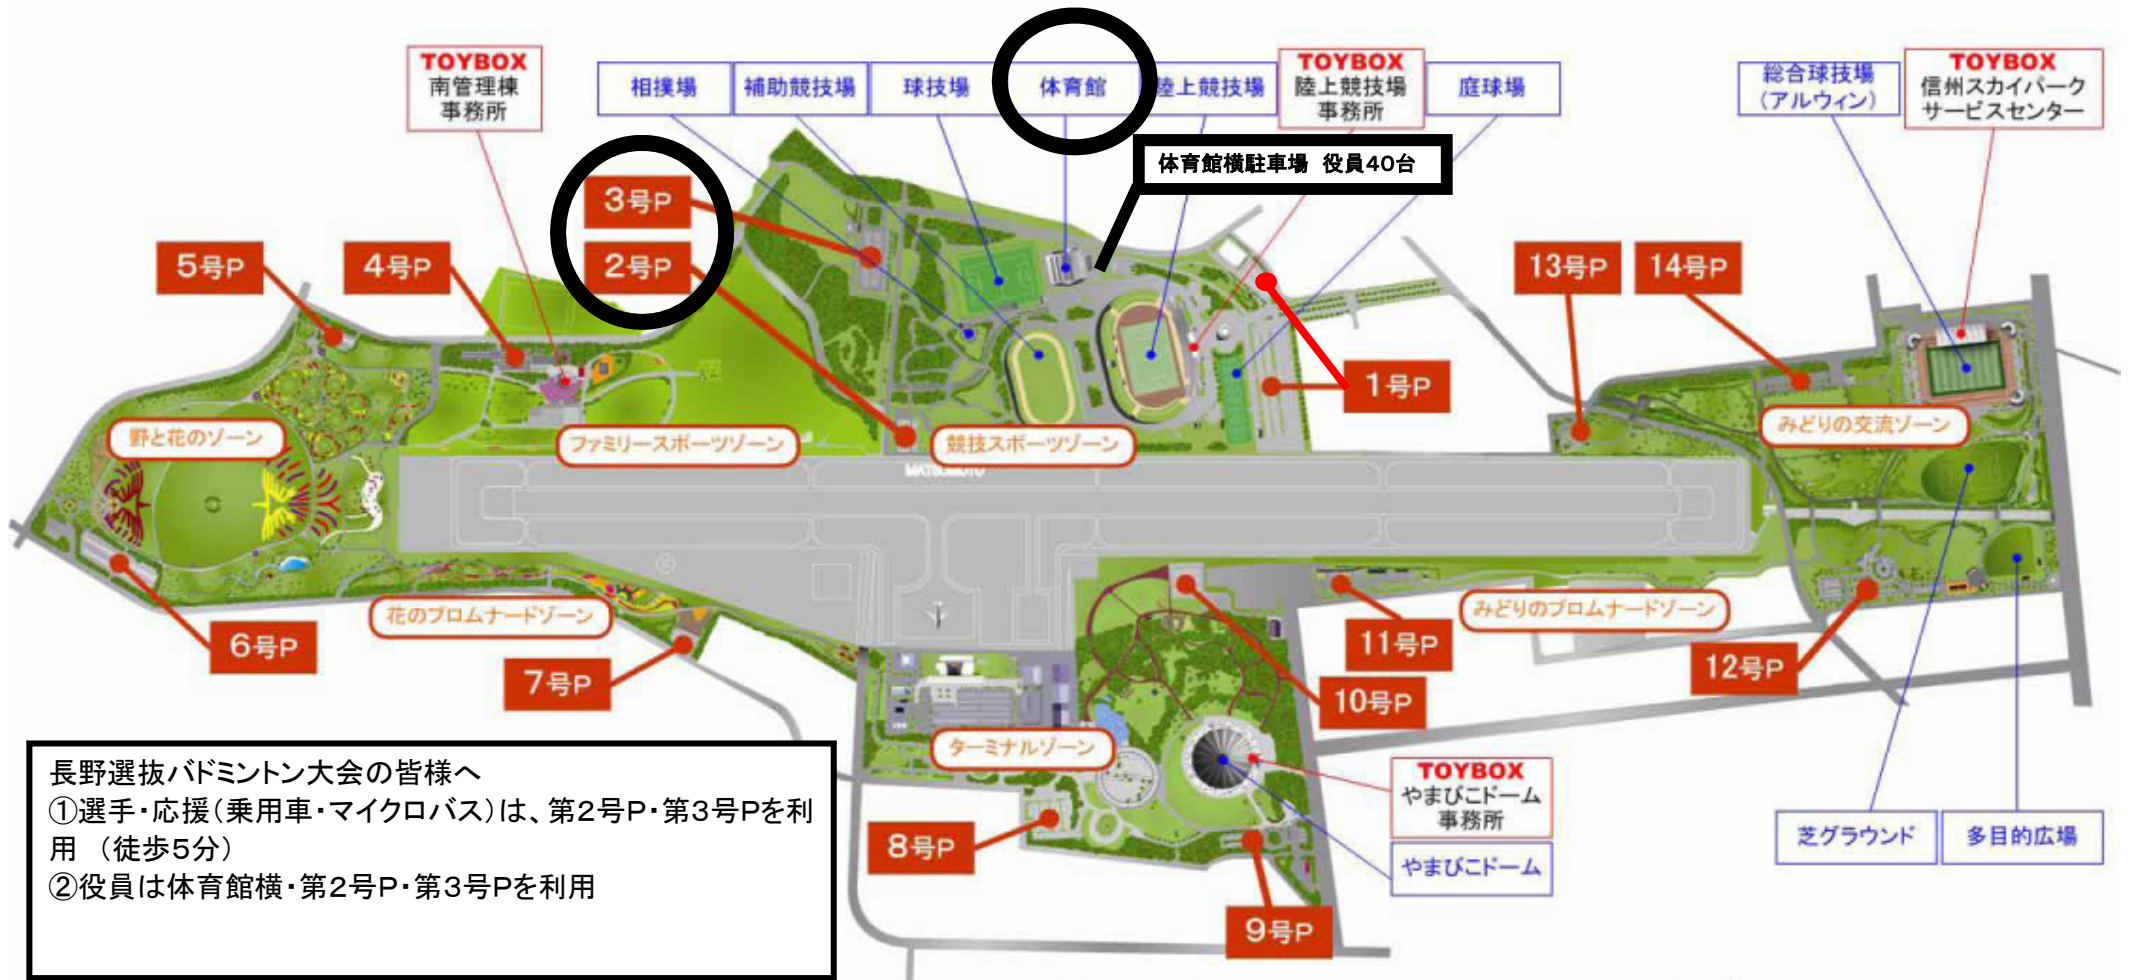 TOYBOX
南管理棟
事務所
相撲場
補助競技場
球技場
体育館
陸上競技場
TOYBOX
陸上競技場
事務所
庭球場
総合球技場
（アルウィン）
TOYBOX
信州スカイパーク
サービスセンター
体育館横駐車場 役員40台
3号P
2号P
5号P
4号P
13号P
14号P
1号P
野と花のゾーン
ファミリースポーツゾーン
競技スポーツゾーン
みどりの交流ゾーン
MATSUMOTO
花のプロムナードゾーン
みどりのプロムナードゾーン
6号P
7号P
11号P
10号P
12号P
ターミナルゾーン
8号P
9号P
TOYBOX
やまびこドーム
事務所
やまびこドーム
芝グラウンド
多目的広場
長野選抜バドミントン大会の皆様へ
①選手・応援（乗用車・マイクロバス）は、第2号P・第3号Pを利
用 （徒歩5分）
②役員は体育館横・第2号P・第3号Pを利用